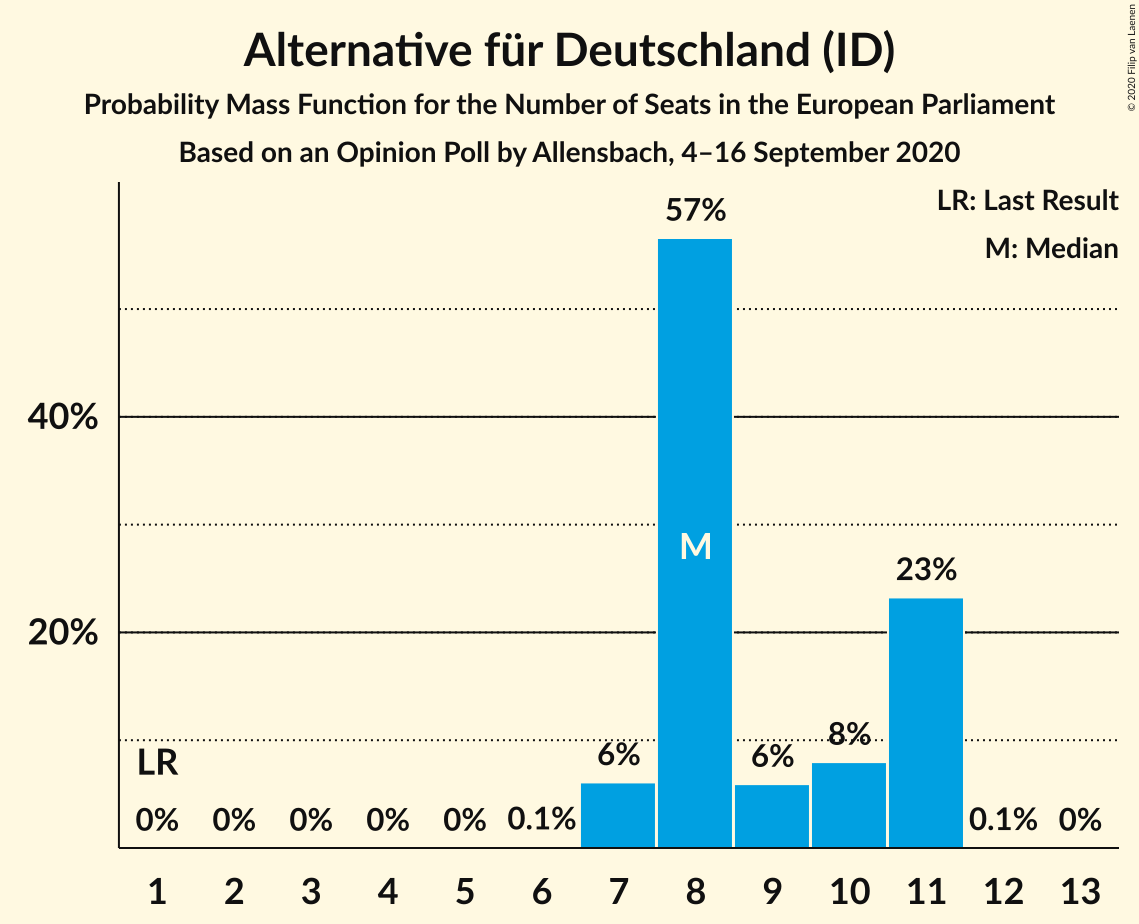 Alternative für Deutschland (ID)
Probability Mass Function for the Number of Seats in the European Parliament
Based on an Opinion Poll by Allensbach, 4–16 September 2020
© 2020 Filip van Laenen
LR: Last Result
M: Median
57%
40%
M
23%
20%
LR
6%
6%
8%
0% 0% 0% 0% 0% 0.1% 0.1% 0%
1 2 3 4 5 6 7 8 9 10 11 12 13